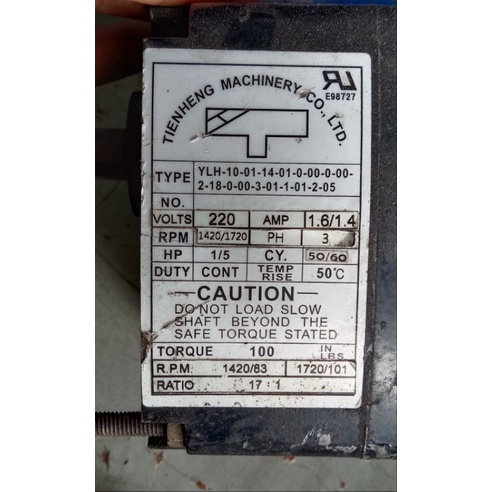 TIENHENG MACHINERY CO., LTD.
RU
E98727
TYPE YLH-10-01-14-01-0-00-0-00-
2-18-0-00-3-01-1-01-2-05
NO.
VOLTS 220 AMP 1.6/1.4
RPM 1420/1720 PH 3
HP 1/5 CY. 50/60
DUTY CONT TEMP RISE 50℃
CAUTION
DO NOT LOAD SLOW
SHAFT BEYOND THE
SAFE TORQUE STATED
TORQUE 100 IN LBS
R.P.M. 1420/83 1720/101
RATIO 17:1